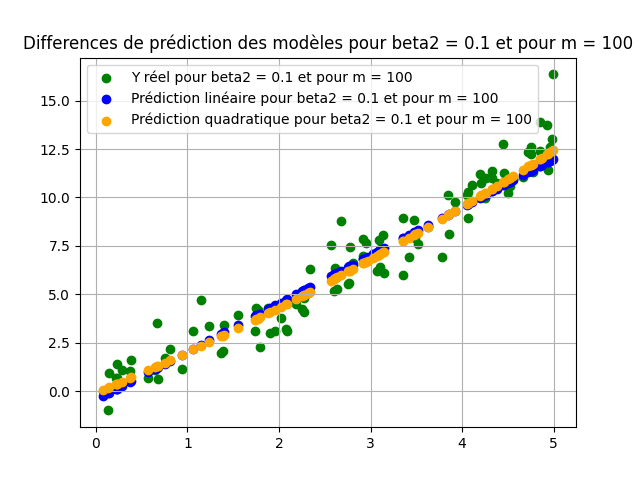 Differences de prédiction des modèles pour beta2 = 0.1 et pour m = 100
Y réel pour beta2 = 0.1 et pour m = 100
Prédiction linéaire pour beta2 = 0.1 et pour m = 100
Prédiction quadratique pour beta2 = 0.1 et pour m = 100
15.0
12.5
10.0
7.5
5.0
2.5
0.0
0 1 2 3 4 5